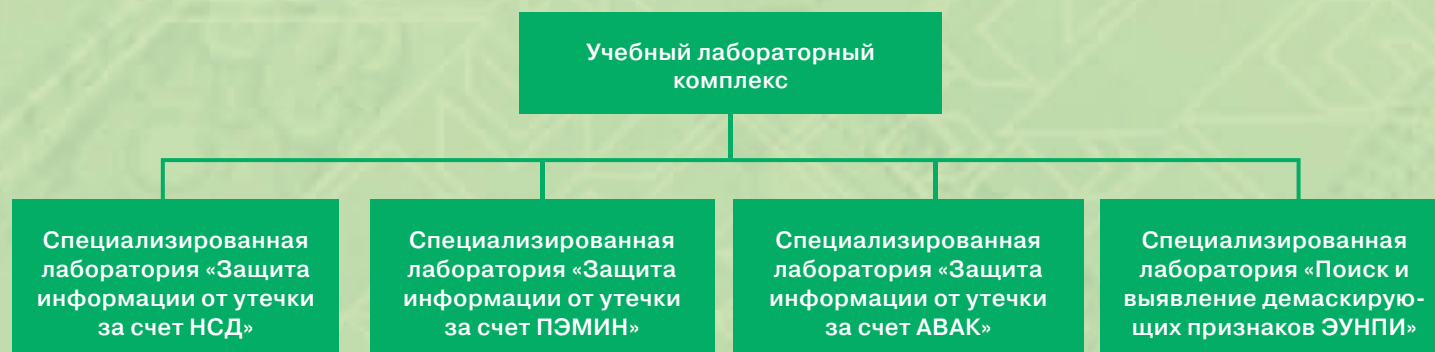 Учебный лабораторный
комплекс
Специализированная
лаборатория «Защита
информации от утечки
за счет НСД»
Специализированная
лаборатория «Защита
информации от утечки
за счет ПЭМИН»
Специализированная
лаборатория «Защита
информации от утечки
за счет АВАК»
Специализированная
лаборатория «Поиск и
выявление демаскирую-
щих признаков ЭУНПИ»